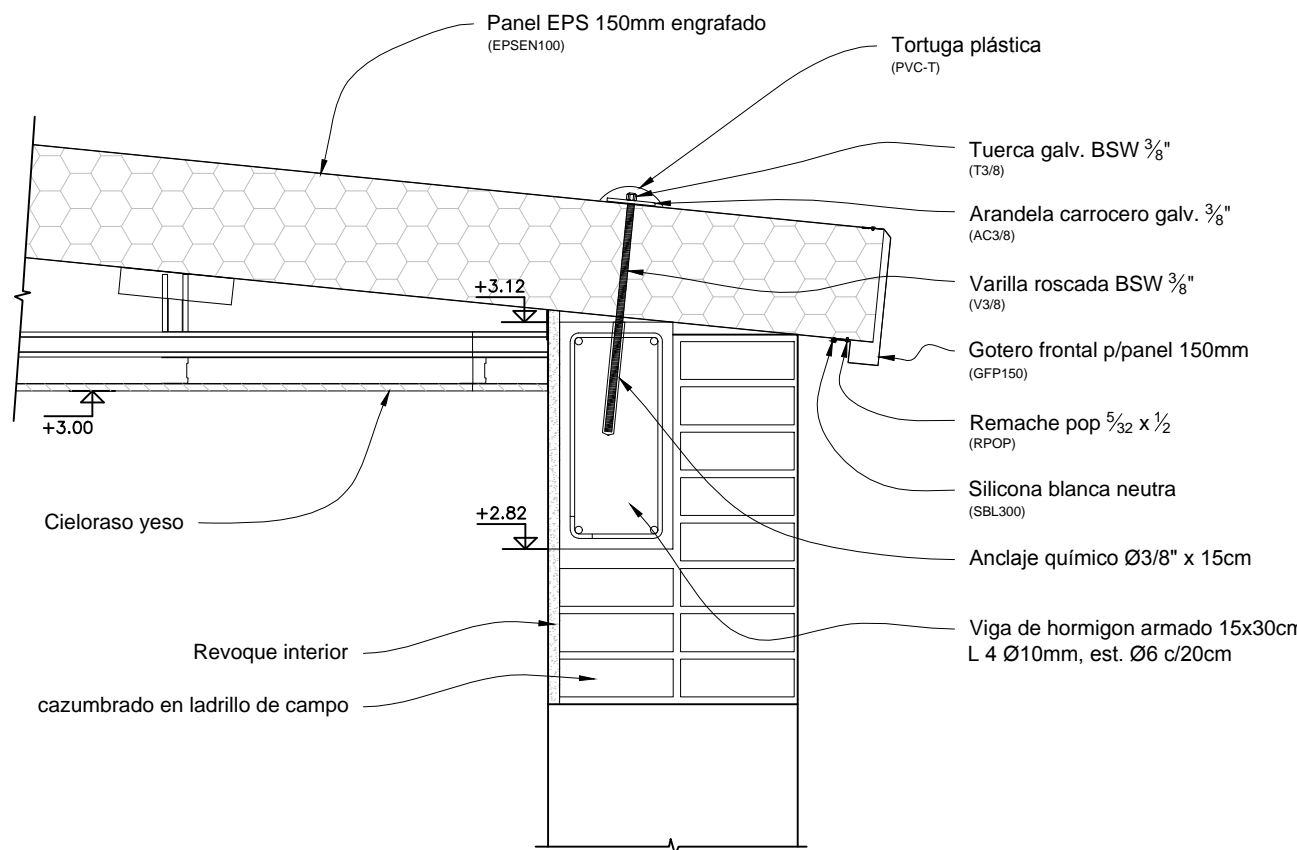 Panel EPS 150mm engrafado
(EPSEN100)
Tortuga plástica
(PVC-T)
Tuerca galv. BSW ⅜"
(T3/8)
Arandela carrocero galv. ⅜"
(AC3/8)
Varilla roscada BSW ⅜"
(V3/8)
+3.12
Gotero frontal p/panel 150mm
(GFP150)
+3.00
Remache pop 5⁄32 x ½
(RPOP)
Silicona blanca neutra
(SBL300)
Cieloraso yeso
+2.82
Anclaje químico Ø3/8" x 15cm
Viga de hormigon armado 15x30cm
L 4 Ø10mm, est. Ø6 c/20cm
Revoque interior
cazumbrado en ladrillo de campo